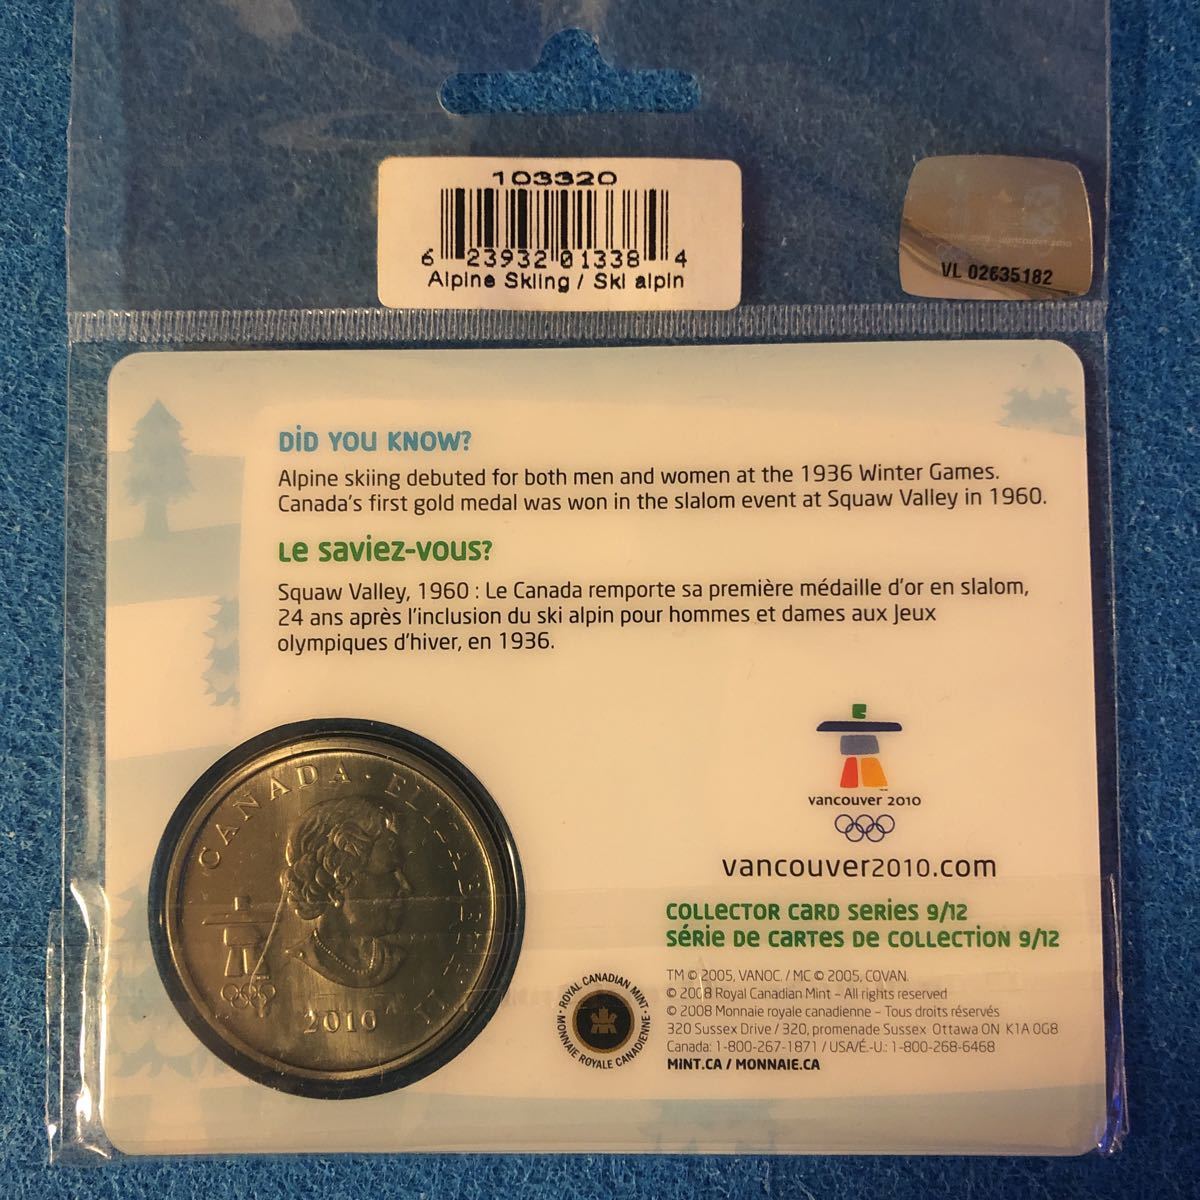 103320
6 23932 01338 4
Alpine Skiing / Ski alpin
vancouver 2010
VL 02635182
DID YOU KNOW?
Alpine skiing debuted for both men and women at the 1936 Winter Games.
Canada's first gold medal was won in the slalom event at Squaw Valley in 1960.
Le saviez-vous?
Squaw Valley, 1960 : Le Canada remporte sa première médaille d'or en slalom,
24 ans après l'inclusion du ski alpin pour hommes et dames aux Jeux
olympiques d'hiver, en 1936.
CANADA · ELIZABETH II
2010
vancouver 2010
vancouver2010.com
COLLECTOR CARD SERIES 9/12
SÉRIE DE CARTES DE COLLECTION 9/12
ROYAL CANADIAN MINT · MONNAIE ROYALE CANADIENNE ·
TM © 2005, VANOC. / MC © 2005, COVAN.
© 2008 Royal Canadian Mint – All rights reserved
© 2008 Monnaie royale canadienne – Tous droits réservés
320 Sussex Drive / 320, promenade Sussex Ottawa ON K1A 0G8
Canada: 1-800-267-1871 / USA/É.-U.: 1-800-268-6468
MINT.CA / MONNAIE.CA